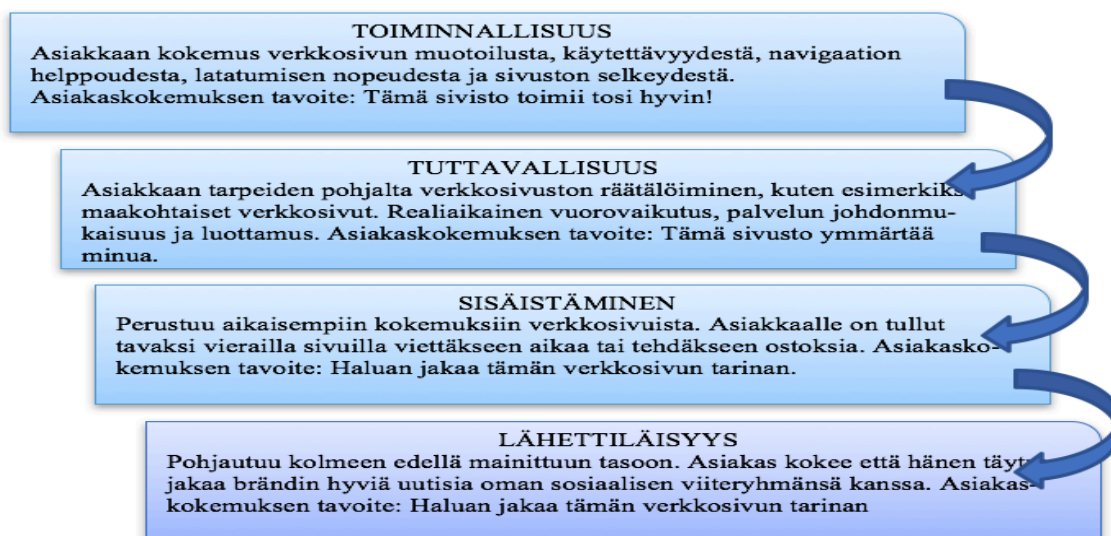 TOIMINNALLISUUS
Asiakkaan kokemus verkkosivun muotoilusta, käytettävyydestä, navigaation
helppoudesta, latatumisen nopeudesta ja sivuston selkeydestä.
Asiakaskokemuksen tavoite: Tämä sivisto toimii tosi hyvin!
TUTTAVALLISUUS
Asiakkaan tarpeiden pohjalta verkkosivuston räätälöiminen, kuten esimerkiks
maakohtaiset verkkosivut. Realiaikainen vuorovaikutus, palvelun johdonmu-
kaisuus ja luottamus. Asiakaskokemuksen tavoite: Tämä sivusto ymmärtää
minua.
SISÄISTÄMINEN
Perustuu aikaisempiin kokemuksiin verkkosivuista. Asiakkaalle on tullut
tavaksi vierailla sivuilla viettäkseen aikaa tai tehdäkseen ostoksia. Asiakasko-
kemuksen tavoite: Haluan jakaa tämän verkkosivun tarinan.
LÄHETTILÄISYYS
Pohjautuu kolmeen edellä mainittuun tasoon. Asiakas kokee että hänen täyty
jakaa brändin hyviä uutisia oman sosiaalisen viiteryhmänsä kanssa. Asiakas-
kokemuksen tavoite: Haluan jakaa tämän verkkosivun tarinan